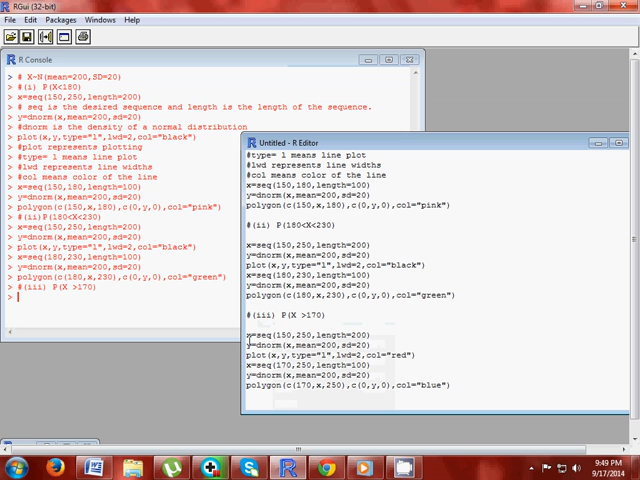 RGui (32-bit)
File Edit Packages Windows Help
R Console
> # X~N(mean=200,SD=20)
> #(i) P(X<180)
> x=seq(150,250,length=200)
> # seq is the desired sequence and length is the length of the sequence.
> y=dnorm(x,mean=200,sd=20)
> #dnorm is the density of a normal distribution
> plot(x,y,type="l",lwd=2,col="black")
> #plot represents plotting
> #type= l means line plot
> #lwd represents line widths
> #col means color of the line
> x=seq(150,180,length=100)
> y=dnorm(x,mean=200,sd=20)
> polygon(c(150,x,180),c(0,y,0),col="pink")
> #(ii)P(180<X<230)
> x=seq(150,250,length=200)
> y=dnorm(x,mean=200,sd=20)
> plot(x,y,type="l",lwd=2,col="black")
> x=seq(180,230,length=100)
> y=dnorm(x,mean=200,sd=20)
> polygon(c(180,x,230),c(0,y,0),col="green")
> #(iii) P(X >170)
>
Untitled - R Editor
#type= l means line plot
#lwd represents line widths
#col means color of the line
x=seq(150,180,length=100)
y=dnorm(x,mean=200,sd=20)
polygon(c(150,x,180),c(0,y,0),col="pink")
#(ii) P(180<X<230)
x=seq(150,250,length=200)
y=dnorm(x,mean=200,sd=20)
plot(x,y,type="l",lwd=2,col="black")
x=seq(180,230,length=100)
y=dnorm(x,mean=200,sd=20)
polygon(c(180,x,230),c(0,y,0),col="green")
#(iii) P(X >170)
x=seq(150,250,length=200)
y=dnorm(x,mean=200,sd=20)
plot(x,y,type="l",lwd=2,col="red")
x=seq(170,250,length=100)
y=dnorm(x,mean=200,sd=20)
polygon(c(170,x,250),c(0,y,0),col="blue")
9:49 PM
9/17/2014